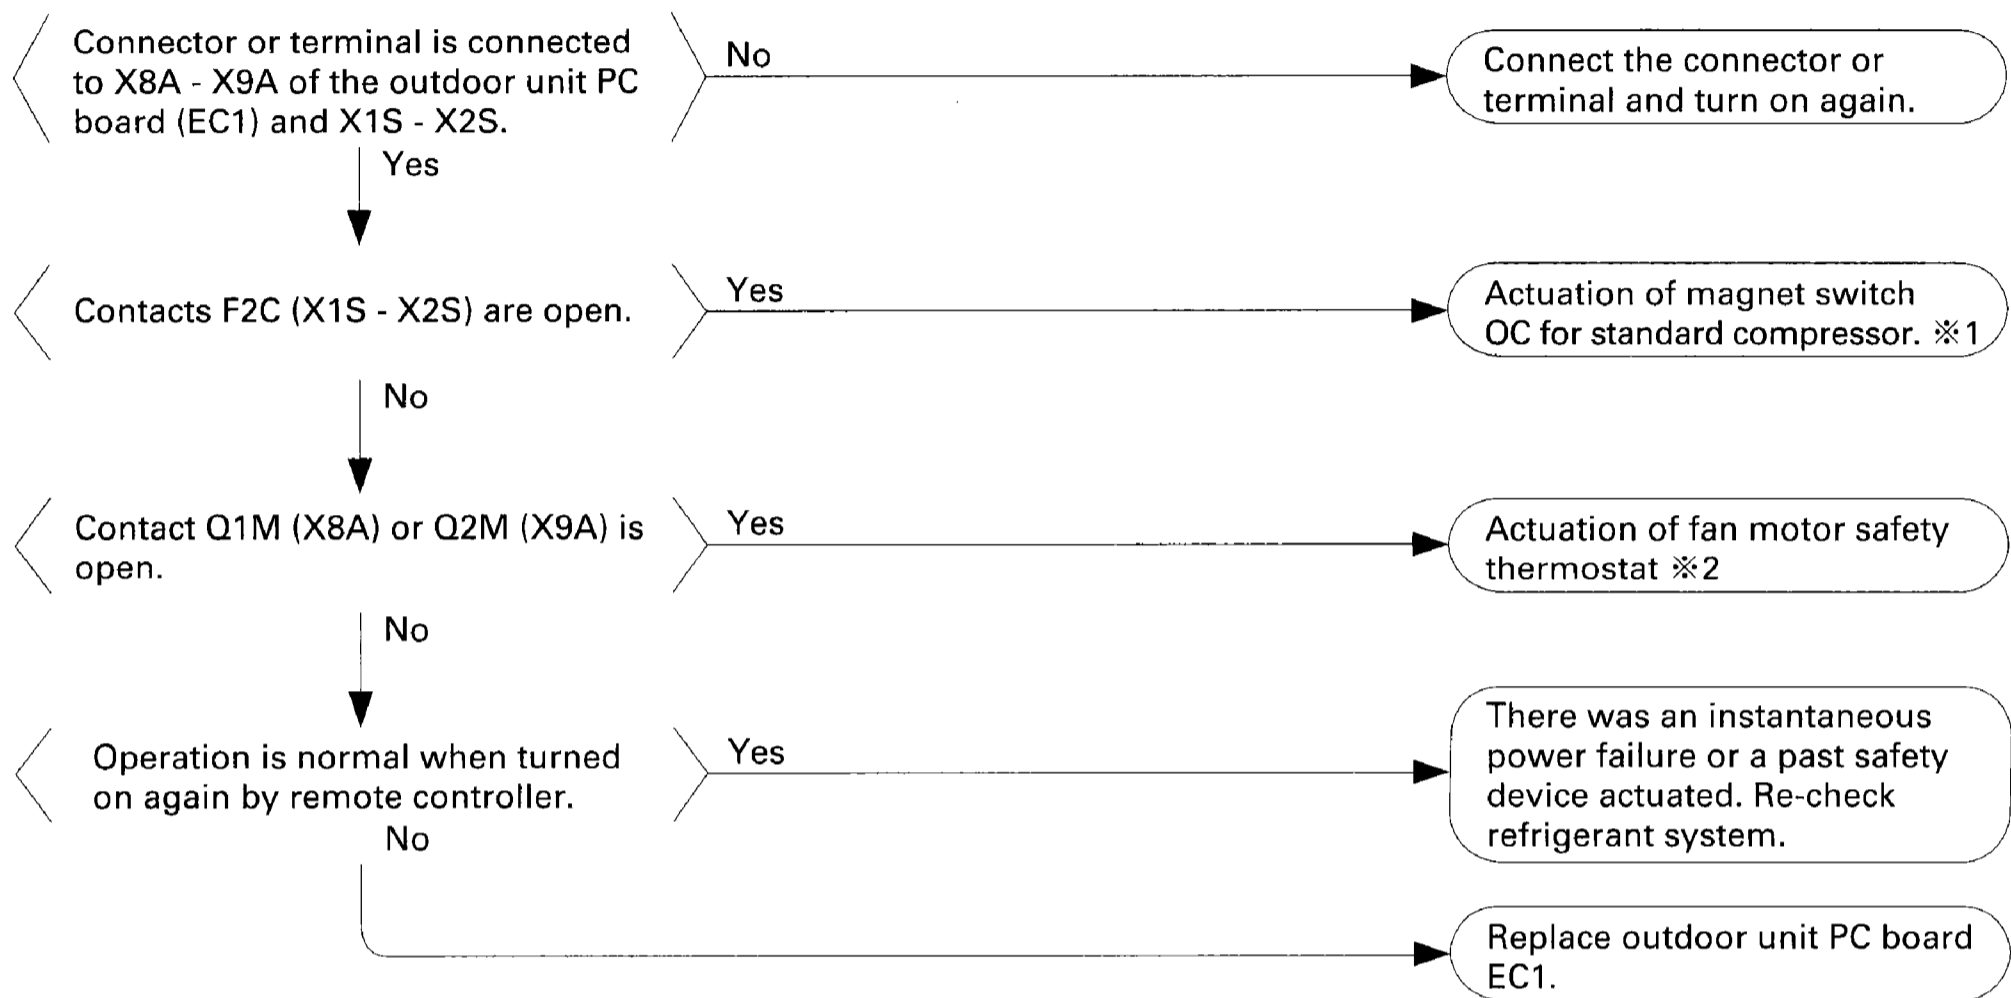 Connector or terminal is connected
to X8A - X9A of the outdoor unit PC
board (EC1) and X1S - X2S.
No
Connect the connector or
terminal and turn on again.
Yes
Contacts F2C (X1S - X2S) are open.
Yes
Actuation of magnet switch
OC for standard compressor. ※1
No
Contact Q1M (X8A) or Q2M (X9A) is
open.
Yes
Actuation of fan motor safety
thermostat ※2
No
Operation is normal when turned
on again by remote controller.
Yes
There was an instantaneous
power failure or a past safety
device actuated. Re-check
refrigerant system.
No
Replace outdoor unit PC board
EC1.